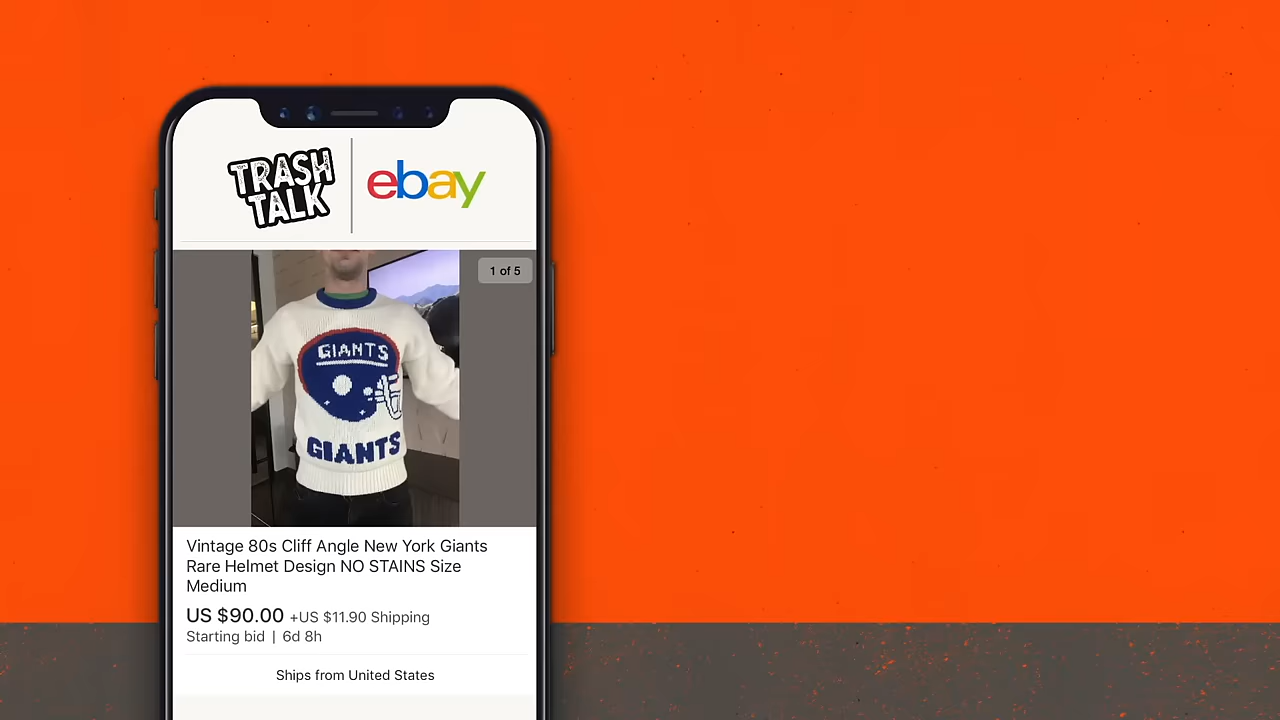 TRASH
TALK
ebay
1 of 5
GIANTS
GIANTS
Vintage 80s Cliff Angle New York Giants
Rare Helmet Design NO STAINS Size
Medium
US $90.00 +US $11.90 Shipping
Starting bid | 6d 8h
Ships from United States